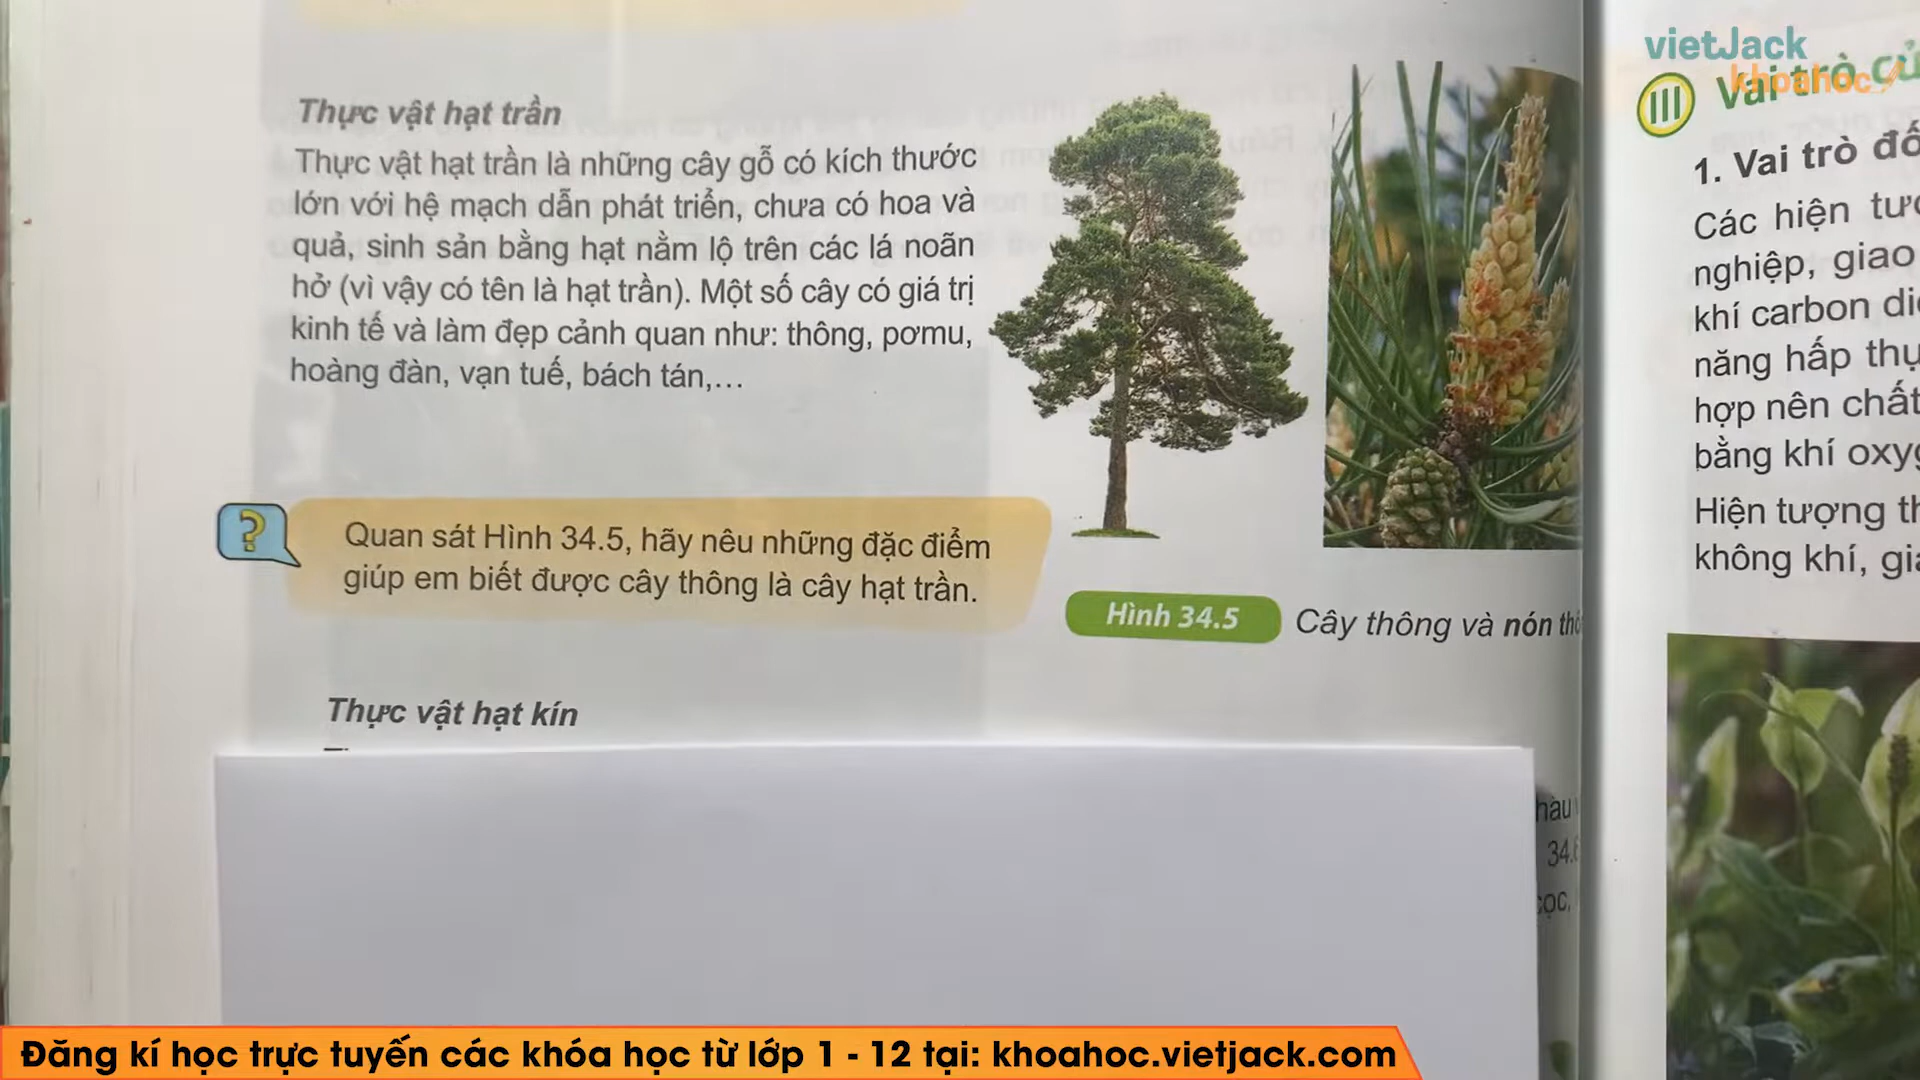 vietJack
khoahoc
Thực vật hạt trần
Thực vật hạt trần là những cây gỗ có kích thước
lớn với hệ mạch dẫn phát triển, chưa có hoa và
quả, sinh sản bằng hạt nằm lộ trên các lá noãn
hở (vì vậy có tên là hạt trần). Một số cây có giá trị
kinh tế và làm đẹp cảnh quan như: thông, pơmu,
hoàng đàn, vạn tuế, bách tán,...
?
Quan sát Hình 34.5, hãy nêu những đặc điểm
giúp em biết được cây thông là cây hạt trần.
Hình 34.5 Cây thông và nón
Thực vật hạt kín
34.
cọc,
III Vai trò
1. Vai trò
Các hiện
nghiệp, giao
khí carbon
năng hấp
hợp nên chất
bằng khí
Hiện tượng
không khí,
Đăng kí học trực tuyến các khóa học từ lớp 1 - 12 tại: khoahoc.vietjack.com